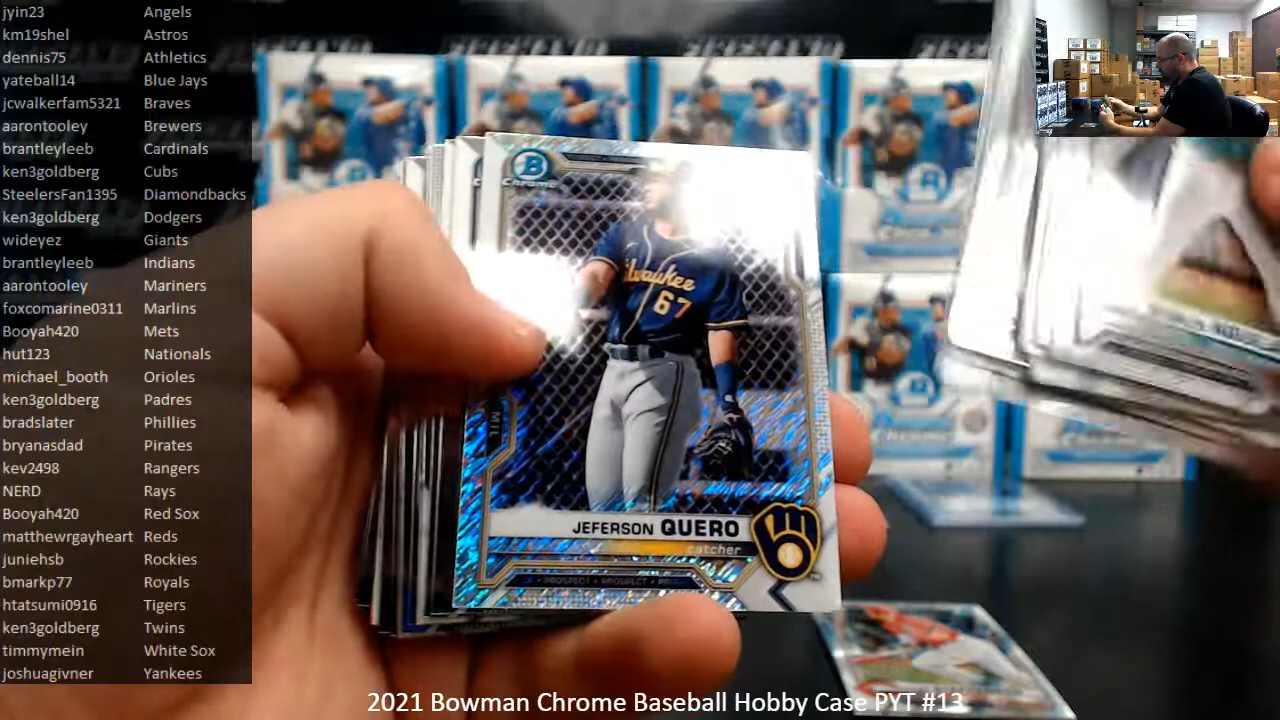 jyin23 Angels
km19shel Astros
dennis75 Athletics
yateball14 Blue Jays
jcwalkerfam5321 Braves
aarontooley Brewers
brantleyleeb Cardinals
ken3goldberg Cubs
SteelersFan1395 Diamondbacks
ken3goldberg Dodgers
wideyez Giants
brantleyleeb Indians
aarontooley Mariners
foxcomarine0311 Marlins
Booyah420 Mets
hut123 Nationals
michael_booth Orioles
ken3goldberg Padres
bradslater Phillies
bryanasdad Pirates
kev2498 Rangers
NERD Rays
Booyah420 Red Sox
matthewrgayheart Reds
juniehsb Rockies
bmarkp77 Royals
htatsumi0916 Tigers
ken3goldberg Twins
timmymein White Sox
joshuagivner Yankees
B
Chrome
Milwaukee
67
MIL
JEFERSON QUERO
catcher
PROSPECT • PROSPECT
2021 Bowman Chrome Baseball Hobby Case PYT #13